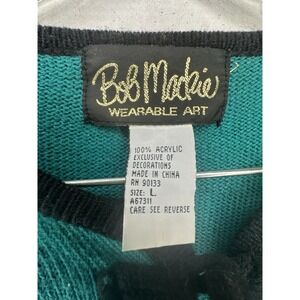 Bob Mackie
WEARABLE ART
100% ACRYLIC
EXCLUSIVE OF
DECORATIONS
MADE IN CHINA
RN 90133
SIZE: L
A67311
CARE SEE REVERSE